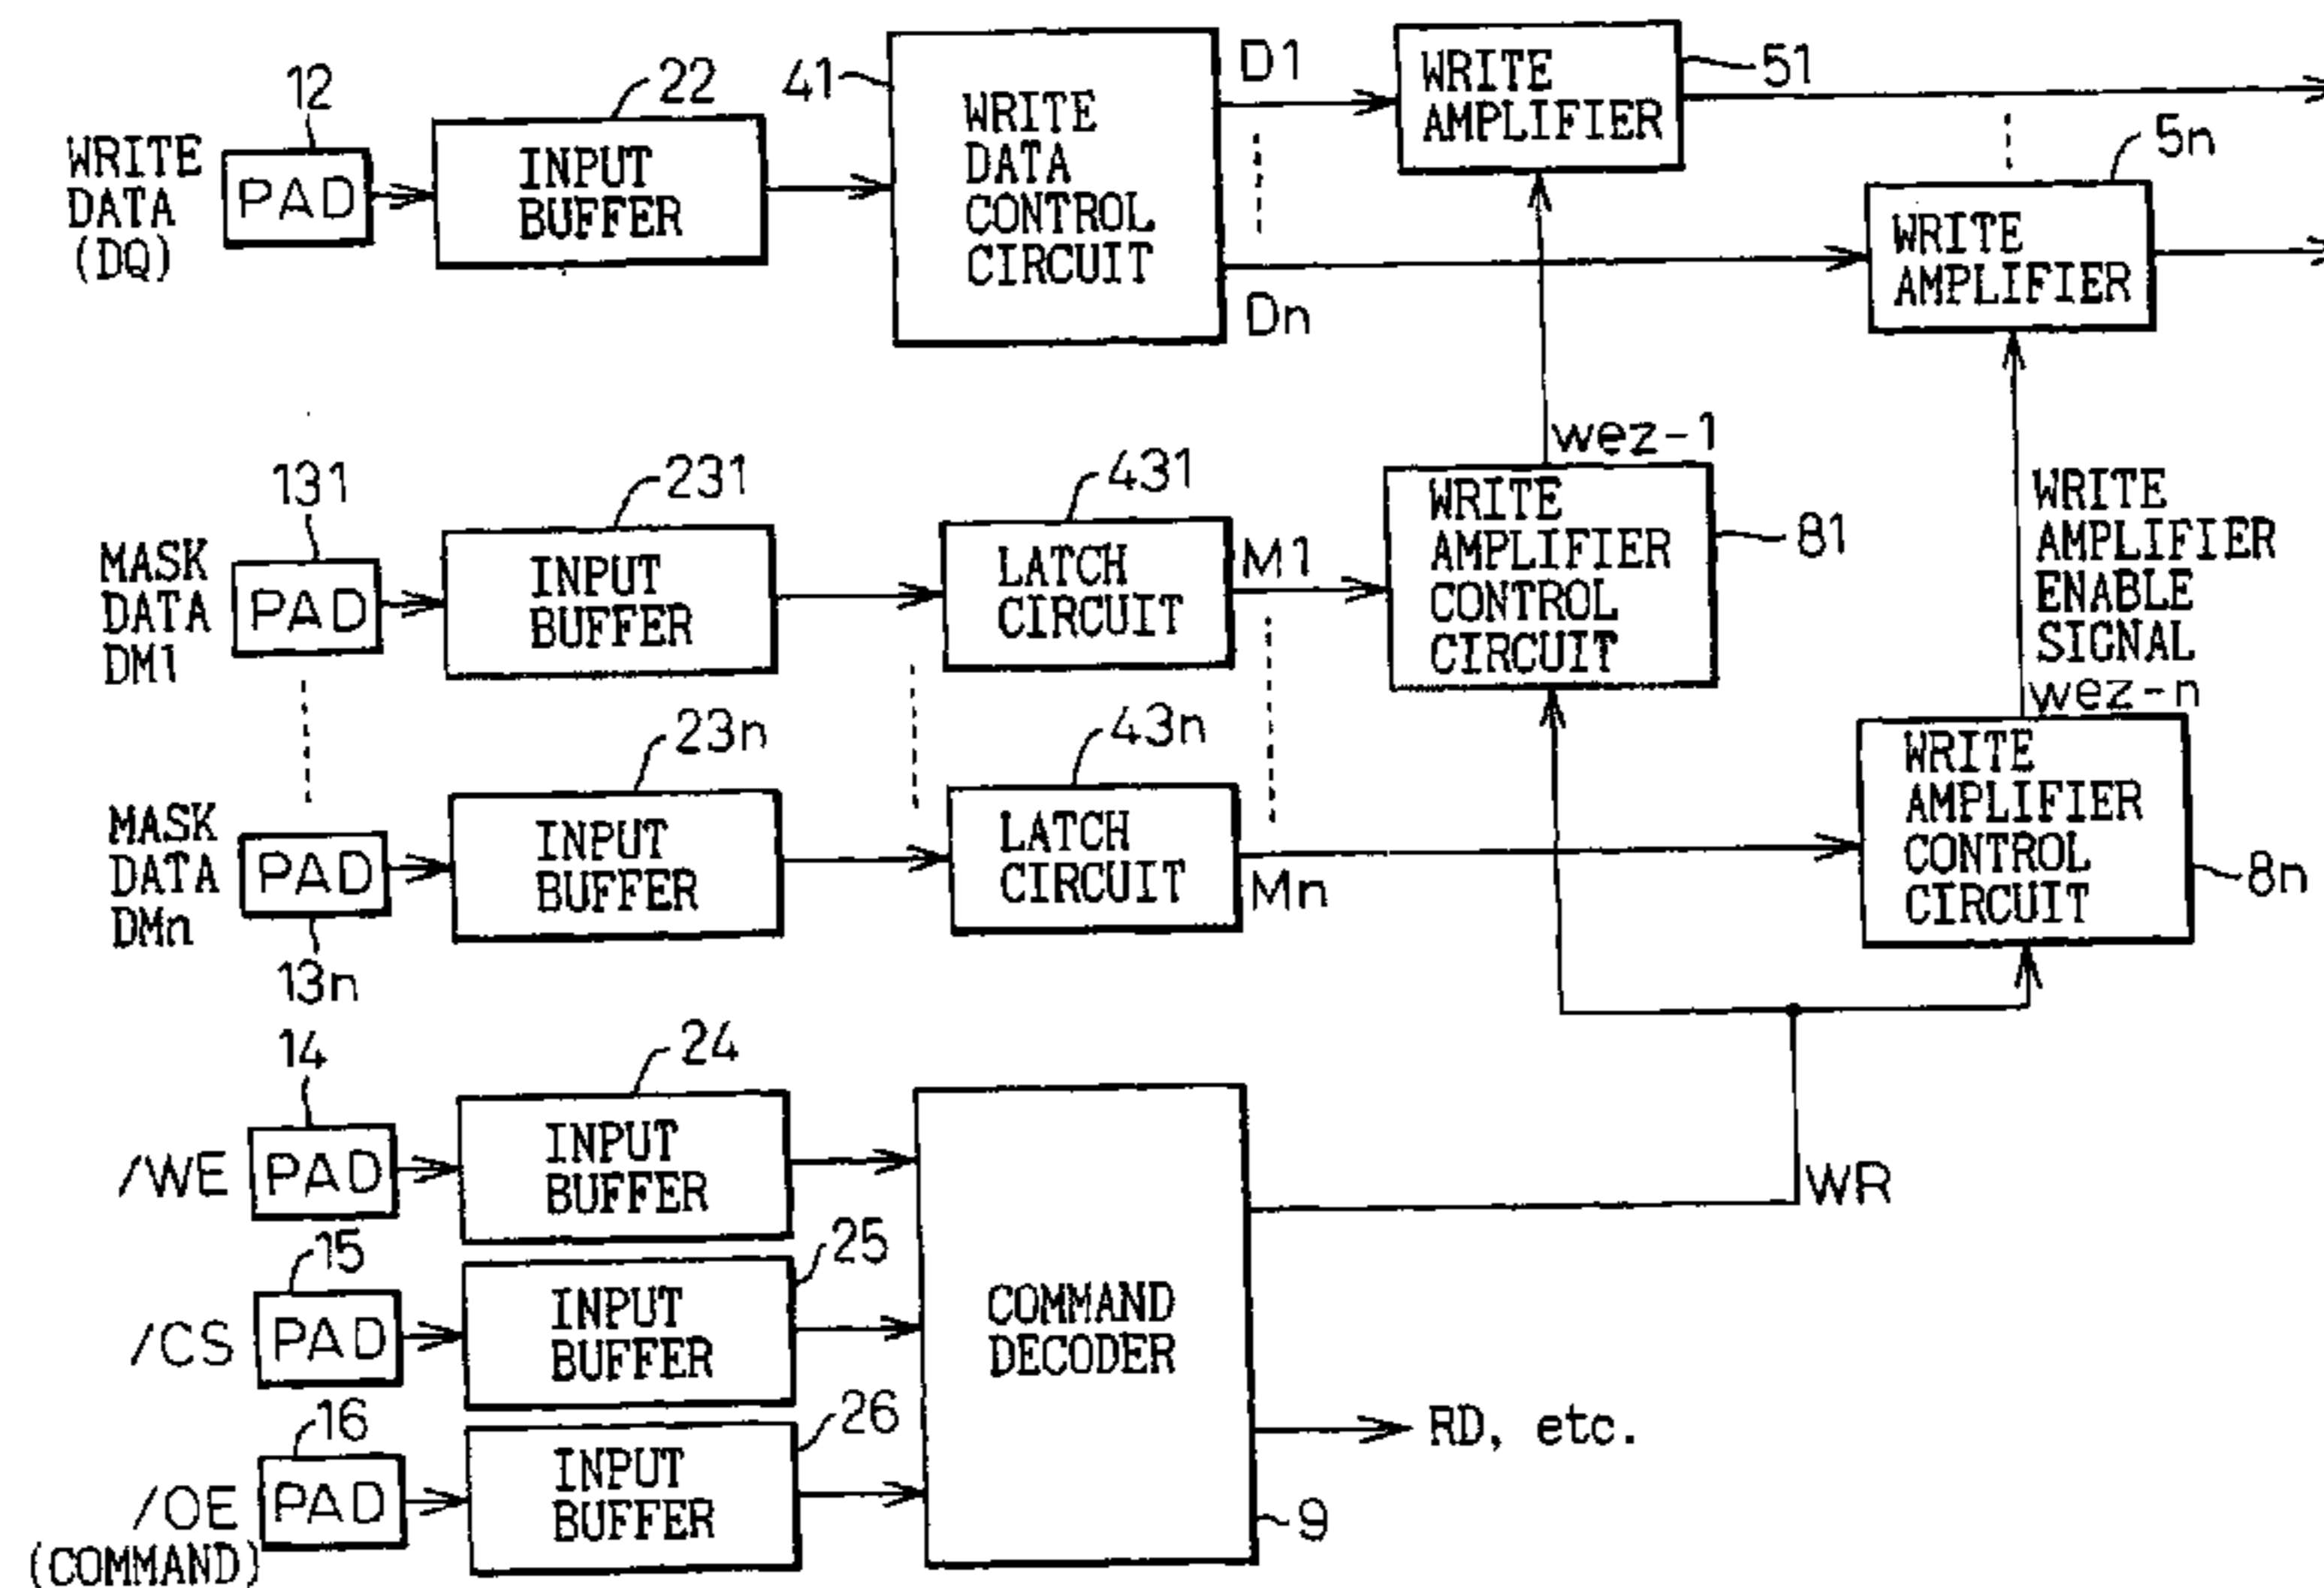 12
WRITE
DATA
(DQ)
PAD
22
INPUT
BUFFER
41
WRITE
DATA
CONTROL
CIRCUIT
D1
Dn
WRITE
AMPLIFIER
51
WRITE
AMPLIFIER
5n
131
MASK
DATA
DM1
PAD
231
INPUT
BUFFER
431
LATCH
CIRCUIT
M1
wez-1
WRITE
AMPLIFIER
CONTROL
CIRCUIT
81
WRITE
AMPLIFIER
ENABLE
SIGNAL
wez-n
MASK
DATA
DMn
PAD
13n
23n
INPUT
BUFFER
43n
LATCH
CIRCUIT
Mn
WRITE
AMPLIFIER
CONTROL
CIRCUIT
8n
14
/WE
PAD
24
INPUT
BUFFER
15
/CS
PAD
25
INPUT
BUFFER
16
/OE
(COMMAND)
PAD
26
INPUT
BUFFER
COMMAND
DECODER
9
WR
RD, etc.